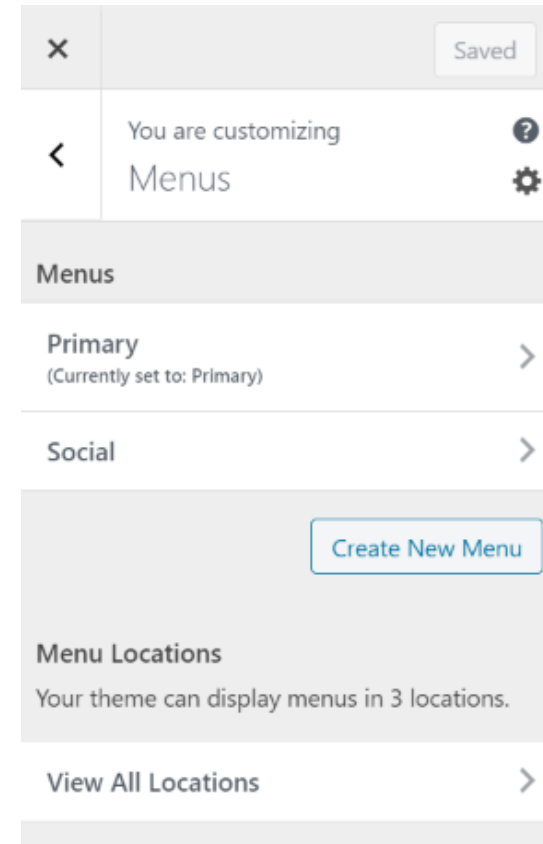 Saved
You are customizing
Menus
Menus
Primary
(Currently set to: Primary)
Social
Create New Menu
Menu Locations
Your theme can display menus in 3 locations.
View All Locations